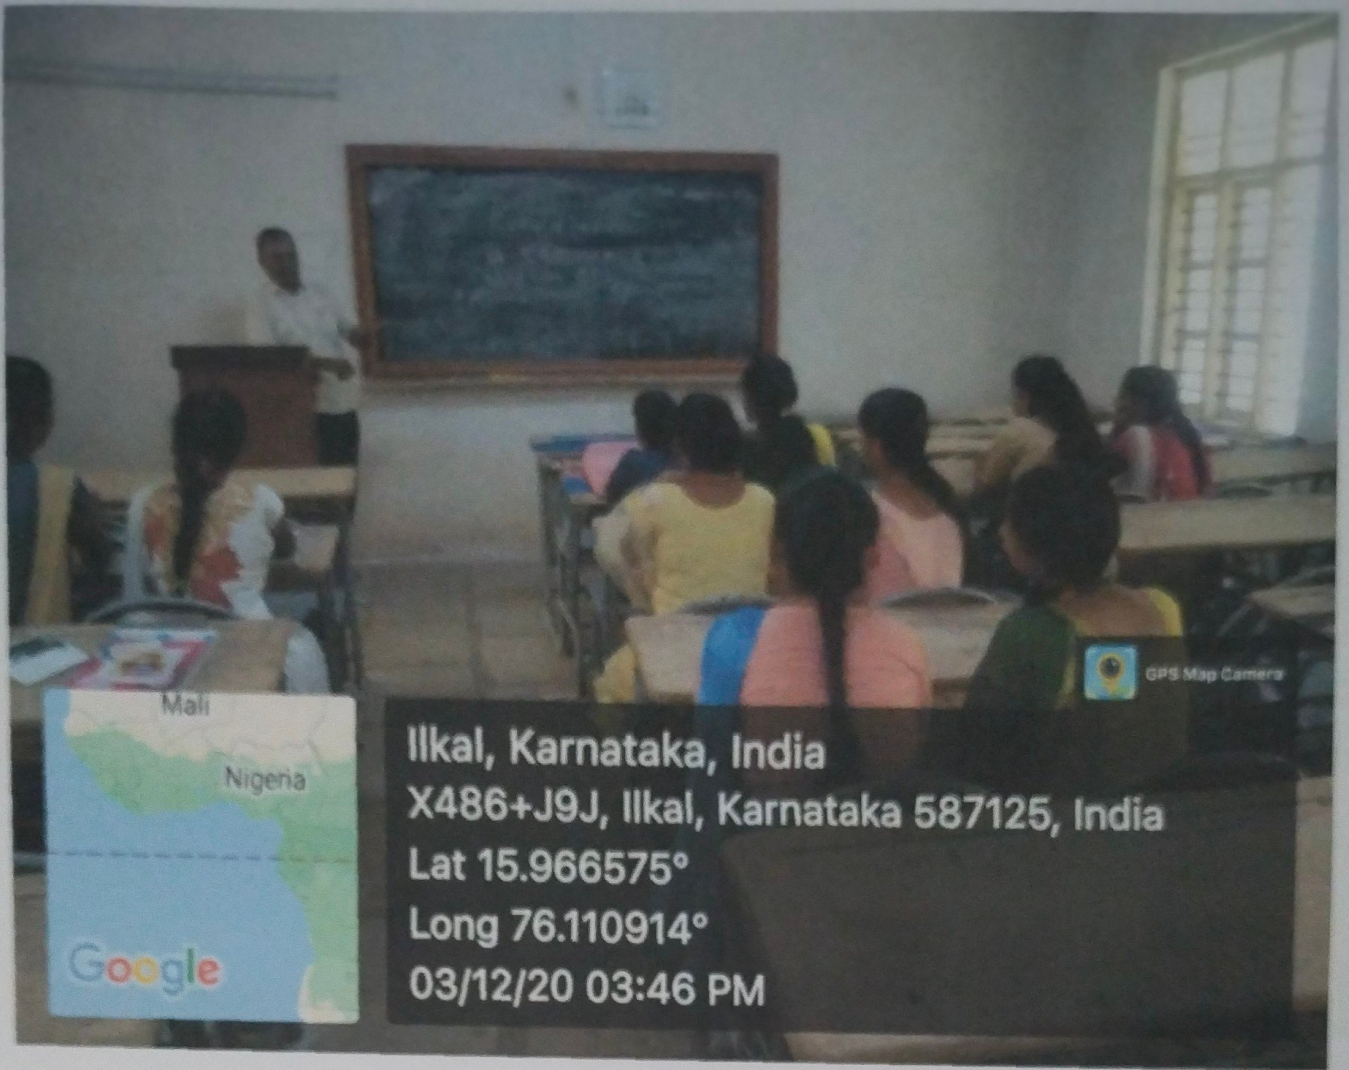 GPS Map Camera
Mali
Nigeria
Google
Ilkal, Karnataka, India
X486+J9J, Ilkal, Karnataka 587125, India
Lat 15.966575°
Long 76.110914°
03/12/20 03:46 PM